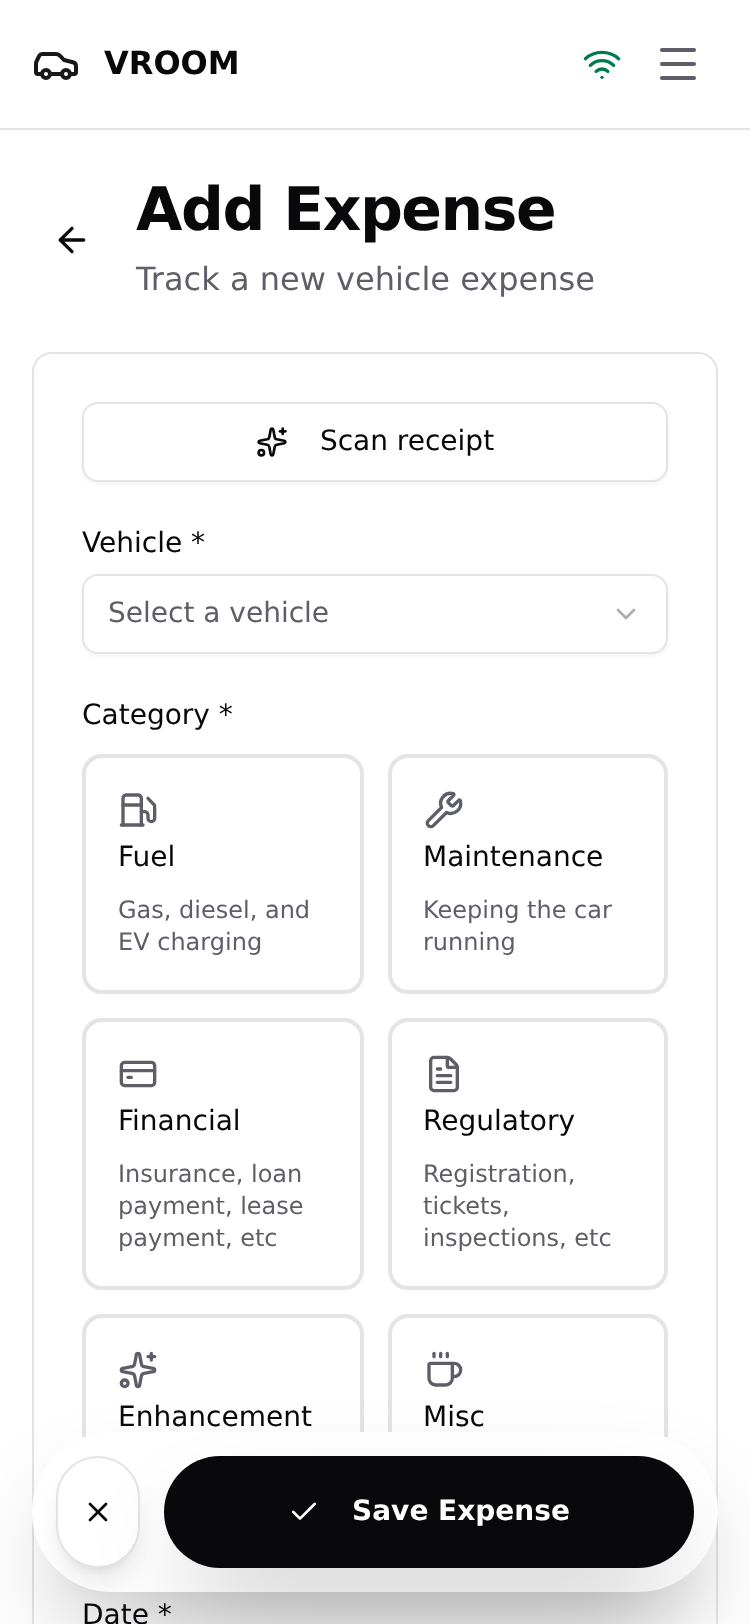 VROOM
Add Expense
Track a new vehicle expense
Scan receipt
Vehicle *
Select a vehicle
Category *
Fuel
Gas, diesel, and
EV charging
Maintenance
Keeping the car
running
Financial
Insurance, loan
payment, lease
payment, etc
Regulatory
Registration,
tickets,
inspections, etc
Enhancement
Misc
Save Expense
Date *